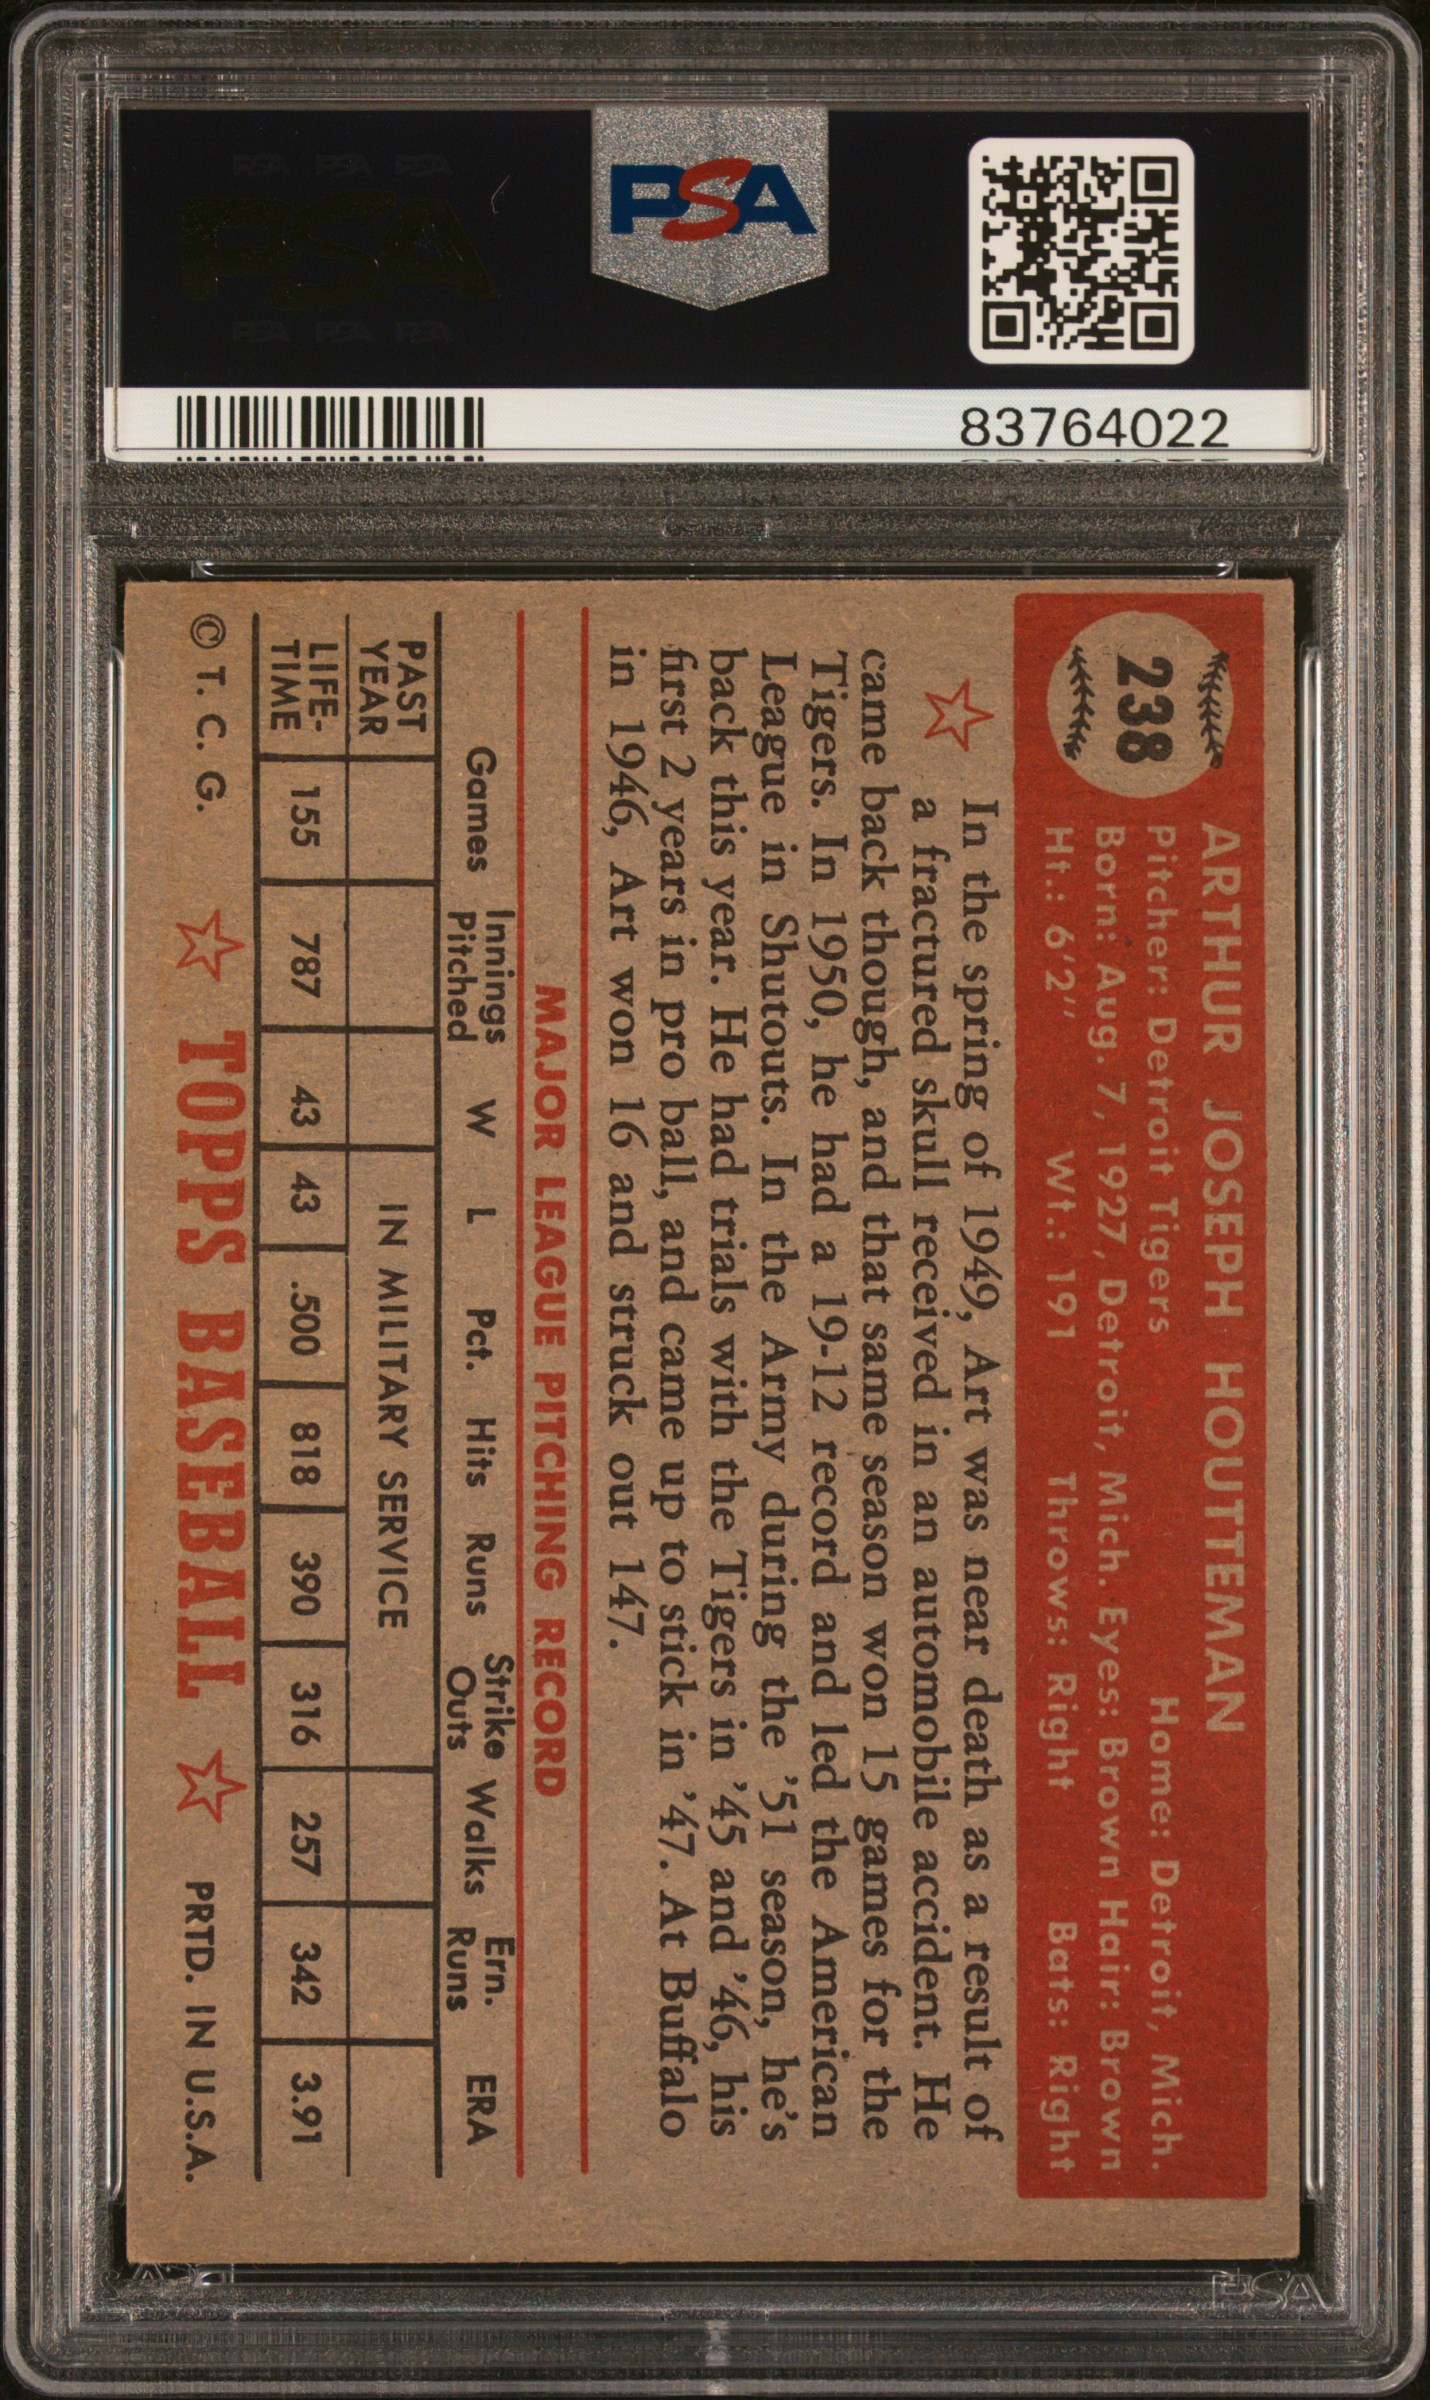 PSA PSA PSA
PSA
PSA PSA PSA
PSA
83764022
238
ARTHUR JOSEPH HOUTTEMAN
Pitcher: Detroit Tigers Home: Detroit, Mich.
Born: Aug. 7, 1927, Detroit, Mich. Eyes: Brown Hair: Brown
Ht.: 6'2" Wt.: 191 Throws: Right Bats: Right
In the spring of 1949, Art was near death as a result of
a fractured skull received in an automobile accident. He
came back though, and that same season won 15 games for the
Tigers. In 1950, he had a 19-12 record and led the American
League in Shutouts. In the Army during the '51 season, he's
back this year. He had trials with the Tigers in '45 and '46, his
first 2 years in pro ball, and came up to stick in '47. At Buffalo
in 1946, Art won 16 and struck out 147.
MAJOR LEAGUE PITCHING RECORD
Games Innings Pitched W L Pct. Hits Runs Strike Outs Walks Ern. Runs ERA
PAST YEAR IN MILITARY SERVICE
LIFE-TIME 155 787 43 43 .500 818 390 316 257 342 3.91
© T. C. G. TOPPS BASEBALL PRTD. IN U.S.A.
PSA